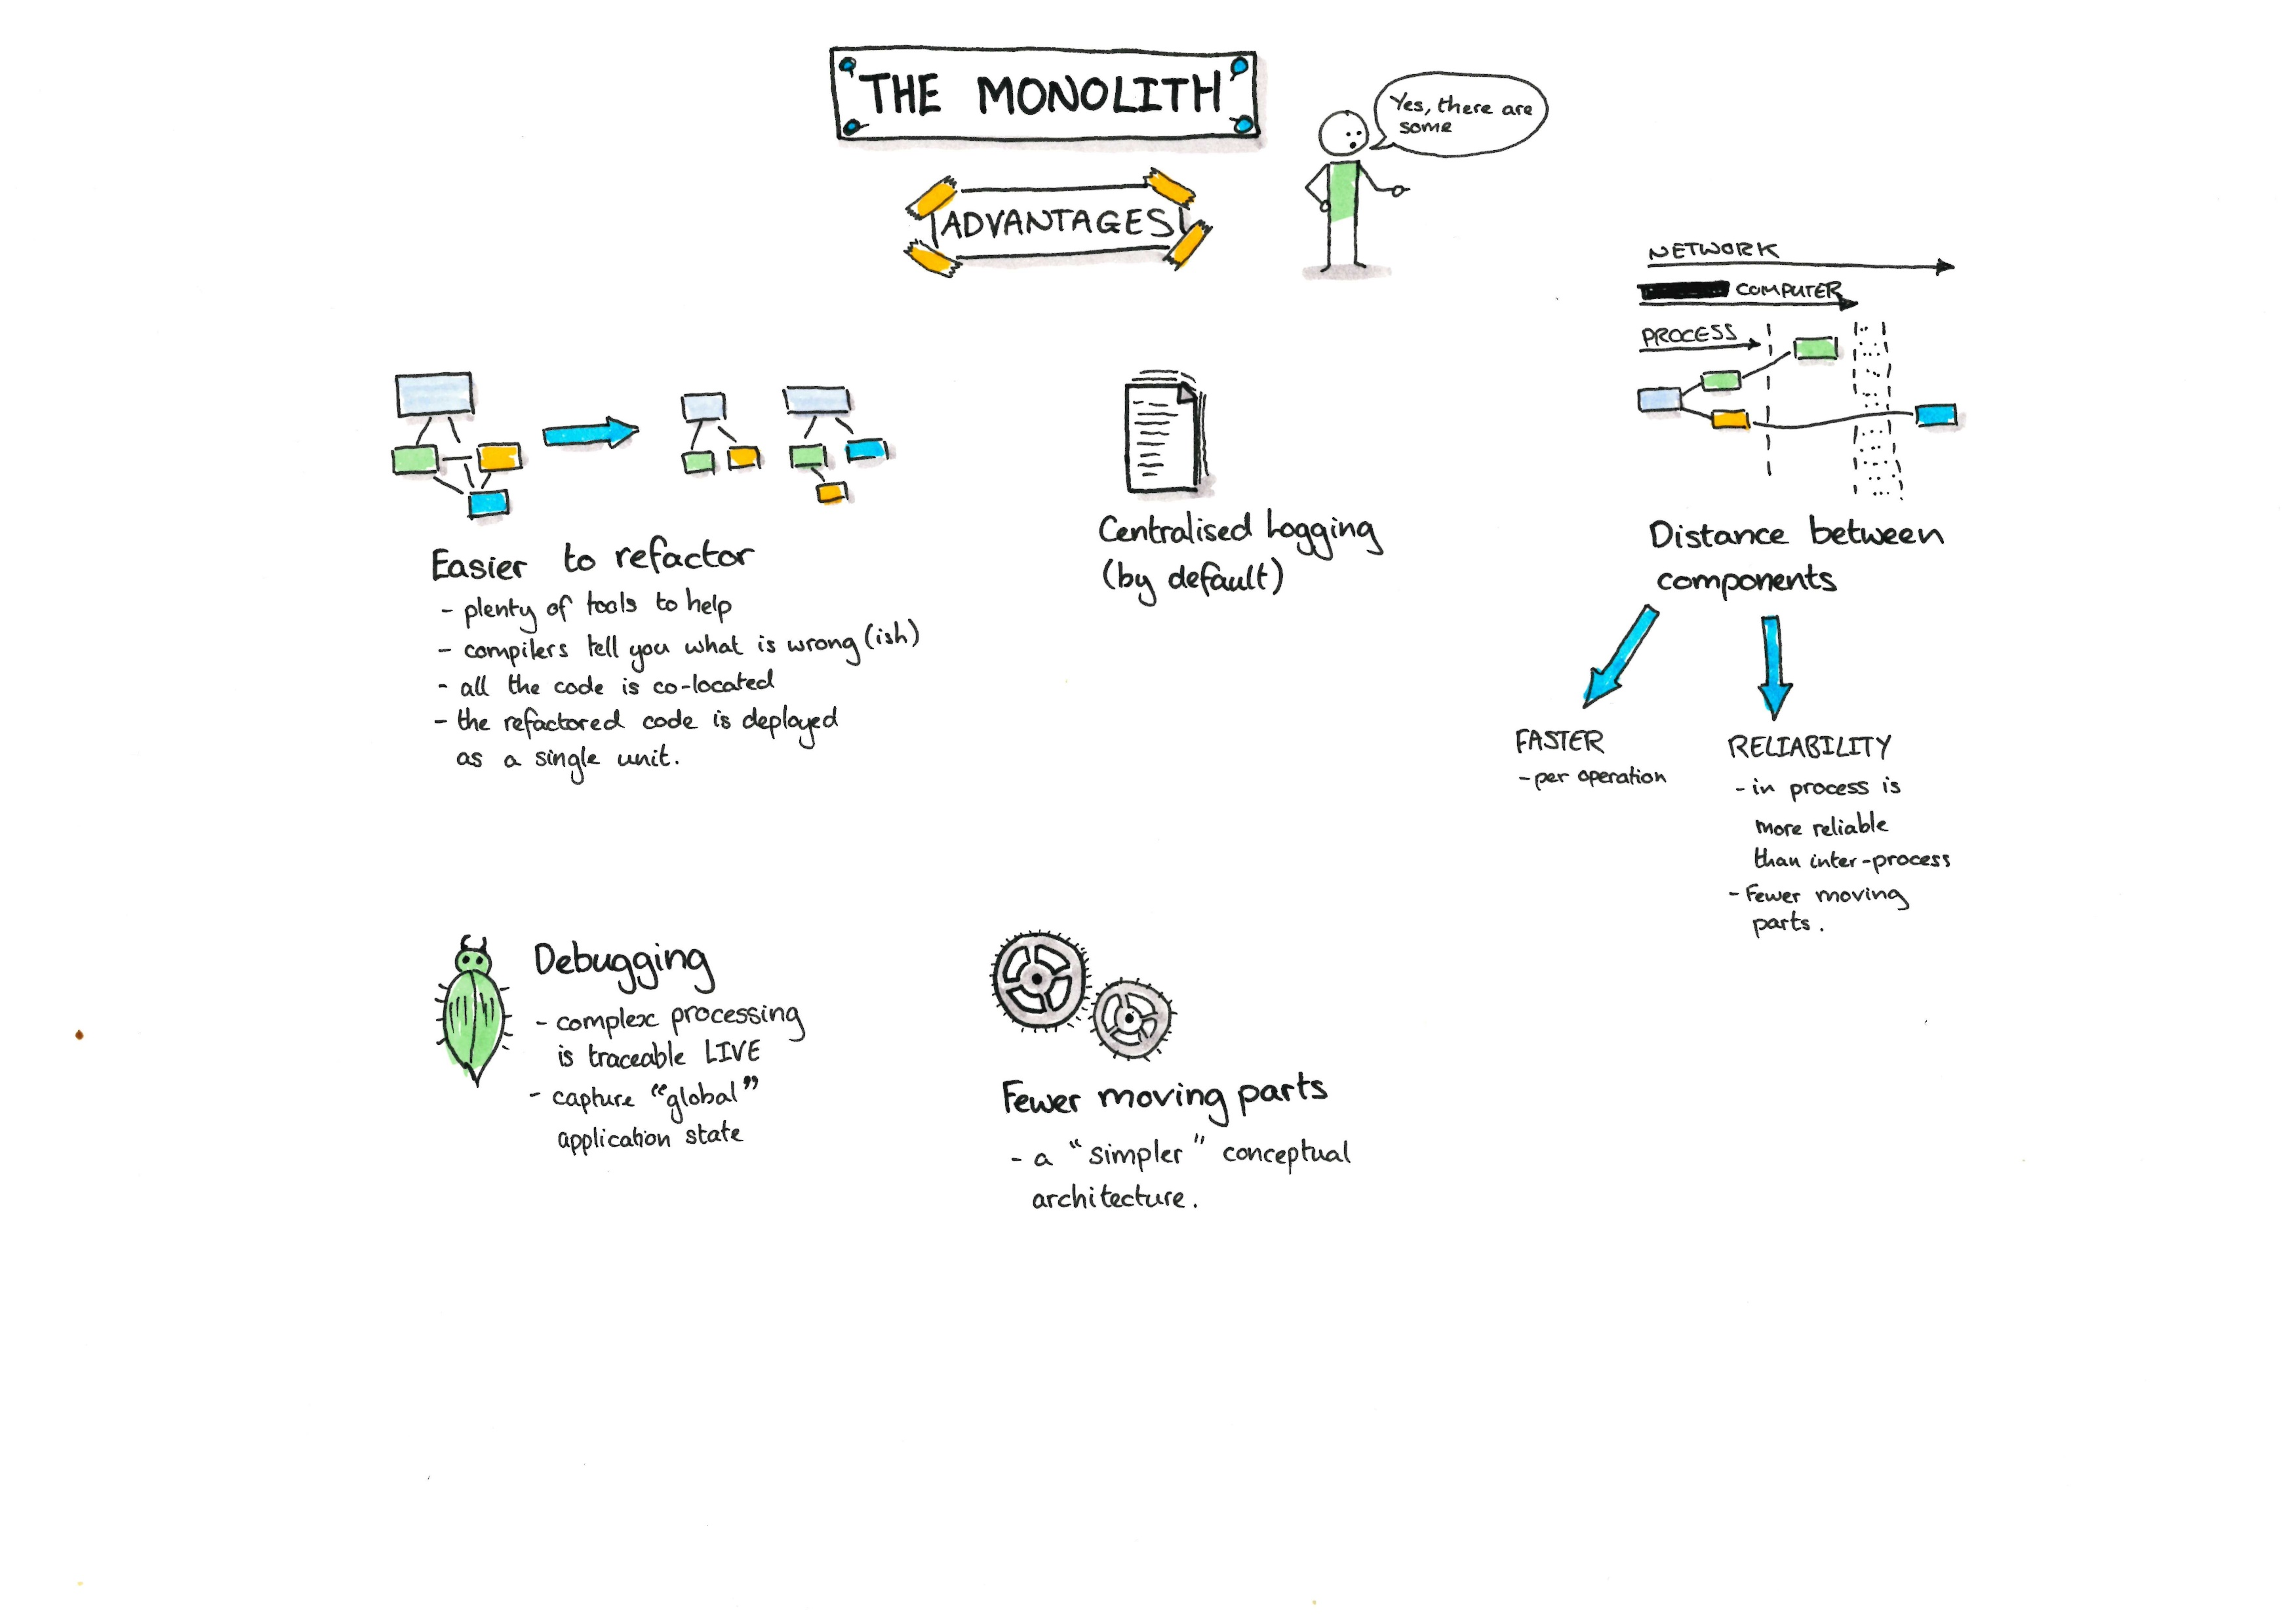 THE MONOLITH
Yes, there are
some
ADVANTAGES
NETWORK
COMPUTER
PROCESS
Easier to refactor
- plenty of tools to help
- compilers tell you what is wrong (ish)
- all the code is co-located
- the refactored code is deployed
as a single unit.
Centralised Logging
(by default)
Distance between
components
FASTER
- per operation
RELIABILITY
- in process is
more reliable
than inter-process
- Fewer moving
parts.
Debugging
- complex processing
is traceable LIVE
- capture "global"
application state
Fewer moving parts
- a "simpler" conceptual
architecture.